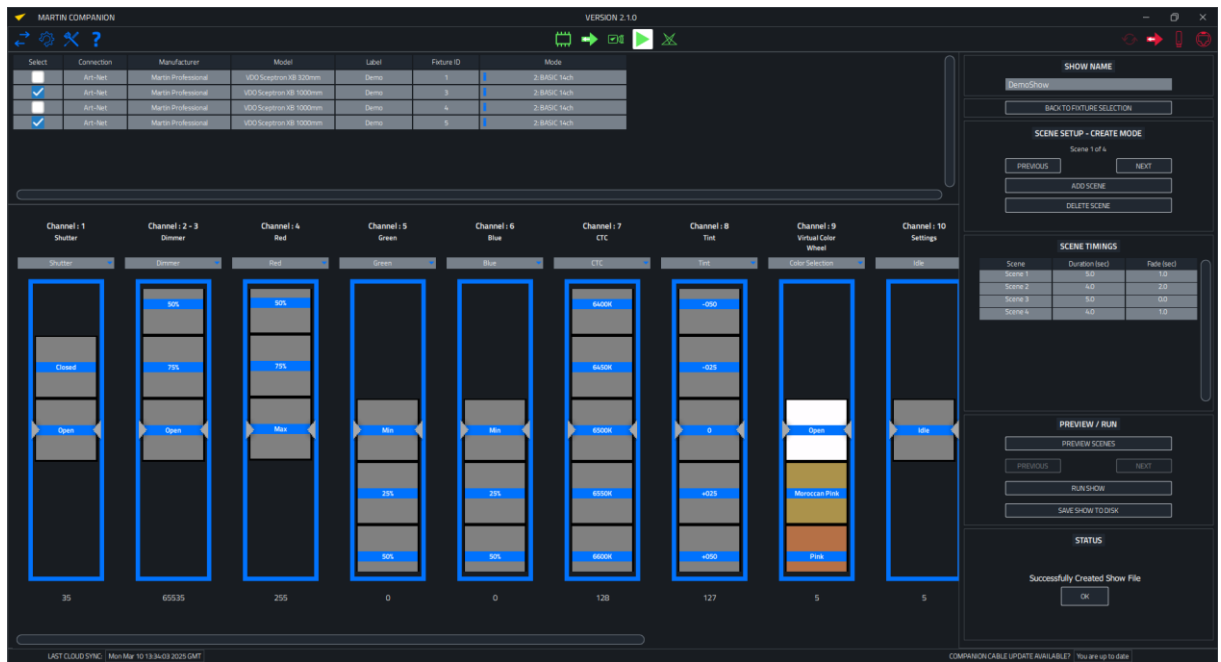 MARTIN COMPANION
VERSION 2.1.0
Select Connection Manufacturer Model Label Fixture ID Mode
Art-Net Martin Professional VDO Sceptron XB 320mm Demo 1 2: BASIC 14ch
Art-Net Martin Professional VDO Sceptron XB 1000mm Demo 3 2: BASIC 14ch
Art-Net Martin Professional VDO Sceptron XB 1000mm Demo 4 2: BASIC 14ch
Art-Net Martin Professional VDO Sceptron XB 1000mm Demo 5 2: BASIC 14ch
Channel : 1 Channel : 2 - 3 Channel : 4 Channel : 5 Channel : 6 Channel : 7 Channel : 8 Channel : 9 Channel : 10
Shutter Dimmer Red Green Blue CTC Tint Virtual Color Settings
Wheel
Shutter Dimmer Red Green Blue CTC Tint Color Selection Idle
50% 50% 6400K -050
Closed 75% 75% 6450K -025
Open Open Max Min Min 6500K 0 Open Idle
25% 25% 6550K +025 Moroccan Pink
50% 50% 6600K +050 Pink
35 65535 255 0 0 128 127 5 5
SHOW NAME
DemoShow
BACK TO FIXTURE SELECTION
SCENE SETUP - CREATE MODE
Scene 1 of 4
PREVIOUS NEXT
ADD SCENE
DELETE SCENE
SCENE TIMINGS
Scene Duration (sec) Fade (sec)
Scene 1 5.0 1.0
Scene 2 4.0 2.0
Scene 3 5.0 0.0
Scene 4 4.0 1.0
PREVIEW / RUN
PREVIEW SCENES
PREVIOUS NEXT
RUN SHOW
SAVE SHOW TO DISK
STATUS
Successfully Created Show File
OK
LAST CLOUD SYNC: Mon Mar 10 13:34:03 2025 GMT
COMPANION CABLE UPDATE AVAILABLE? You are up to date